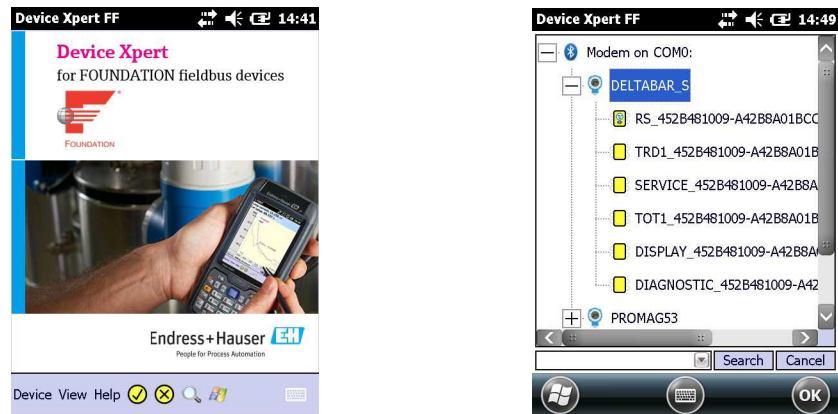 Device Xpert FF 14:41
Device Xpert
for FOUNDATION fieldbus devices
FOUNDATION
Endress+Hauser EH
People for Process Automation
Device View Help
Device Xpert FF 14:49
Modem on COM0:
DELTABAR_S
RS_452B481009-A42B8A01BCC
TRD1_452B481009-A42B8A01B
SERVICE_452B481009-A42B8A
TOT1_452B481009-A42B8A01B
DISPLAY_452B481009-A42B8A
DIAGNOSTIC_452B481009-A42
PROMAG53
Search Cancel
OK